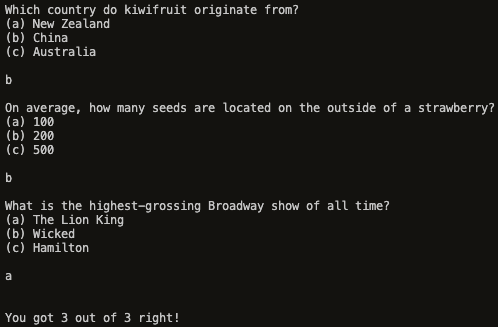 Which country do kiwifruit originate from?
(a) New Zealand
(b) China
(c) Australia
b
On average, how many seeds are located on the outside of a strawberry?
(a) 100
(b) 200
(c) 500
b
What is the highest-grossing Broadway show of all time?
(a) The Lion King
(b) Wicked
(c) Hamilton
a
You got 3 out of 3 right!